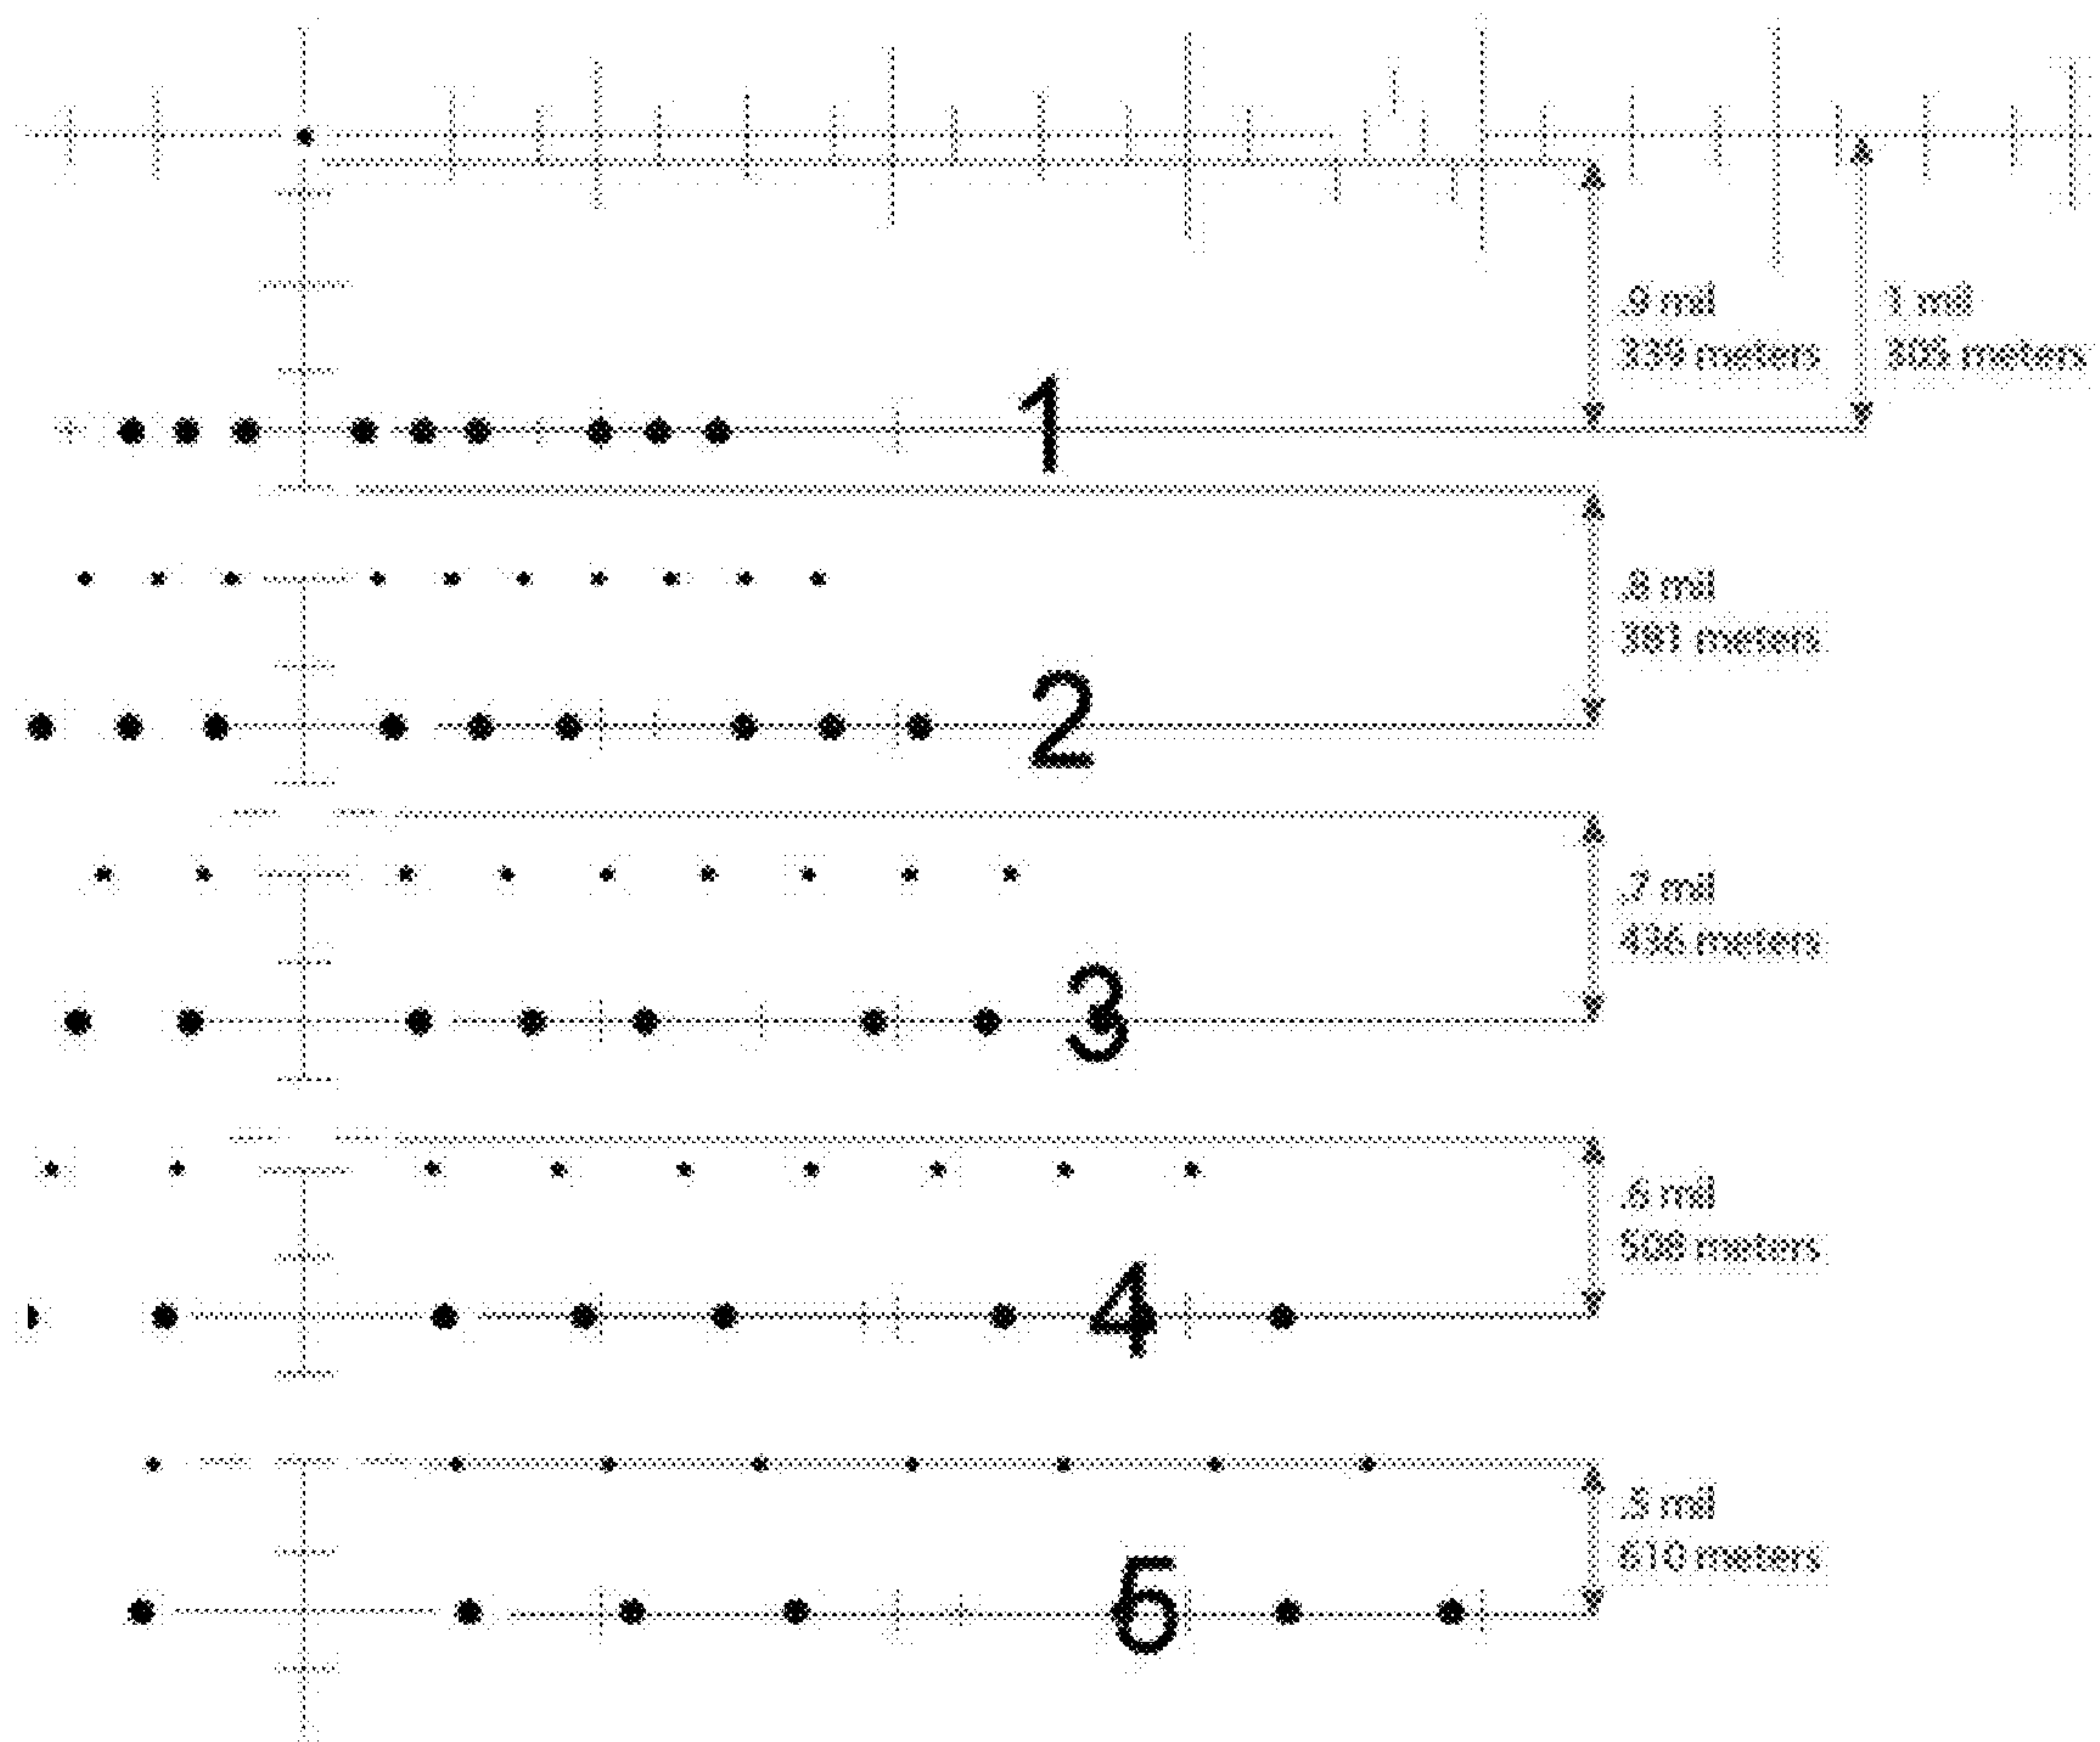 .9 mil
339 meters
1 mil
305 meters
1
.8 mil
381 meters
2
.7 mil
436 meters
3
.6 mil
508 meters
4
.5 mil
610 meters
5